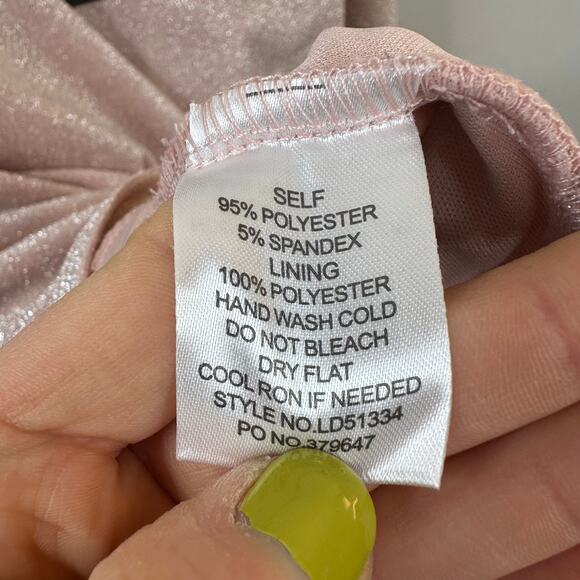 SELF
95% POLYESTER
5% SPANDEX
LINING
100% POLYESTER
HAND WASH COLD
DO NOT BLEACH
DRY FLAT
COOL RON IF NEEDED
STYLE NO.LD51334
PO NO.379647